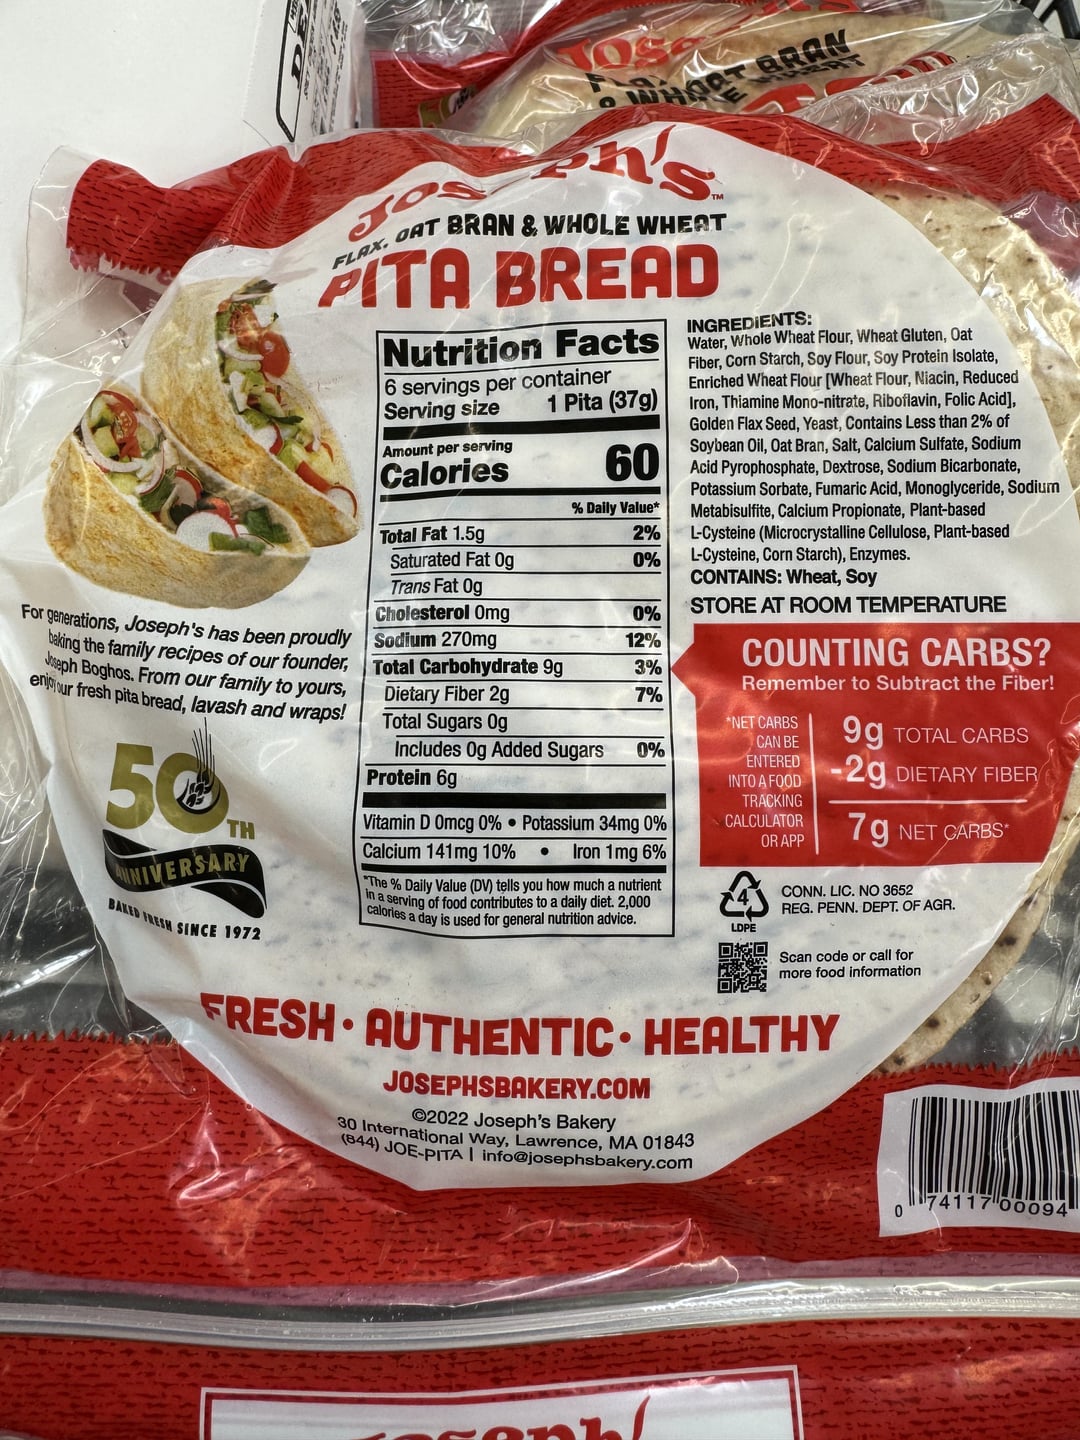 Joseph's™
FLAX, OAT BRAN & WHOLE WHEAT
PITA BREAD
Nutrition Facts
6 servings per container
Serving size 1 Pita (37g)
Amount per serving
Calories 60
% Daily Value*
Total Fat 1.5g 2%
Saturated Fat 0g 0%
Trans Fat 0g
Cholesterol 0mg 0%
Sodium 270mg 12%
Total Carbohydrate 9g 3%
Dietary Fiber 2g 7%
Total Sugars 0g
Includes 0g Added Sugars 0%
Protein 6g
Vitamin D 0mcg 0% • Potassium 34mg 0%
Calcium 141mg 10% • Iron 1mg 6%
*The % Daily Value (DV) tells you how much a nutrient
in a serving of food contributes to a daily diet. 2,000
calories a day is used for general nutrition advice.
INGREDIENTS:
Water, Whole Wheat Flour, Wheat Gluten, Oat
Fiber, Corn Starch, Soy Flour, Soy Protein Isolate,
Enriched Wheat Flour [Wheat Flour, Niacin, Reduced
Iron, Thiamine Mono-nitrate, Riboflavin, Folic Acid],
Golden Flax Seed, Yeast, Contains Less than 2% of
Soybean Oil, Oat Bran, Salt, Calcium Sulfate, Sodium
Acid Pyrophosphate, Dextrose, Sodium Bicarbonate,
Potassium Sorbate, Fumaric Acid, Monoglyceride, Sodium
Metabisulfite, Calcium Propionate, Plant-based
L-Cysteine (Microcrystalline Cellulose, Plant-based
L-Cysteine, Corn Starch), Enzymes.
CONTAINS: Wheat, Soy
STORE AT ROOM TEMPERATURE
COUNTING CARBS?
Remember to Subtract the Fiber!
*NET CARBS
CAN BE
ENTERED
INTO A FOOD
TRACKING
CALCULATOR
OR APP
9g TOTAL CARBS
-2g DIETARY FIBER
7g NET CARBS*
4
LDPE
CONN. LIC. NO 3652
REG. PENN. DEPT. OF AGR.
Scan code or call for
more food information
For generations, Joseph's has been proudly
baking the family recipes of our founder,
Joseph Boghos. From our family to yours,
enjoy our fresh pita bread, lavash and wraps!
50TH
ANNIVERSARY
BAKED FRESH SINCE 1972
FRESH • AUTHENTIC • HEALTHY
JOSEPHSBAKERY.COM
©2022 Joseph's Bakery
30 International Way, Lawrence, MA 01843
(844) JOE-PITA | info@josephsbakery.com
0 74117 00094
Joseph's